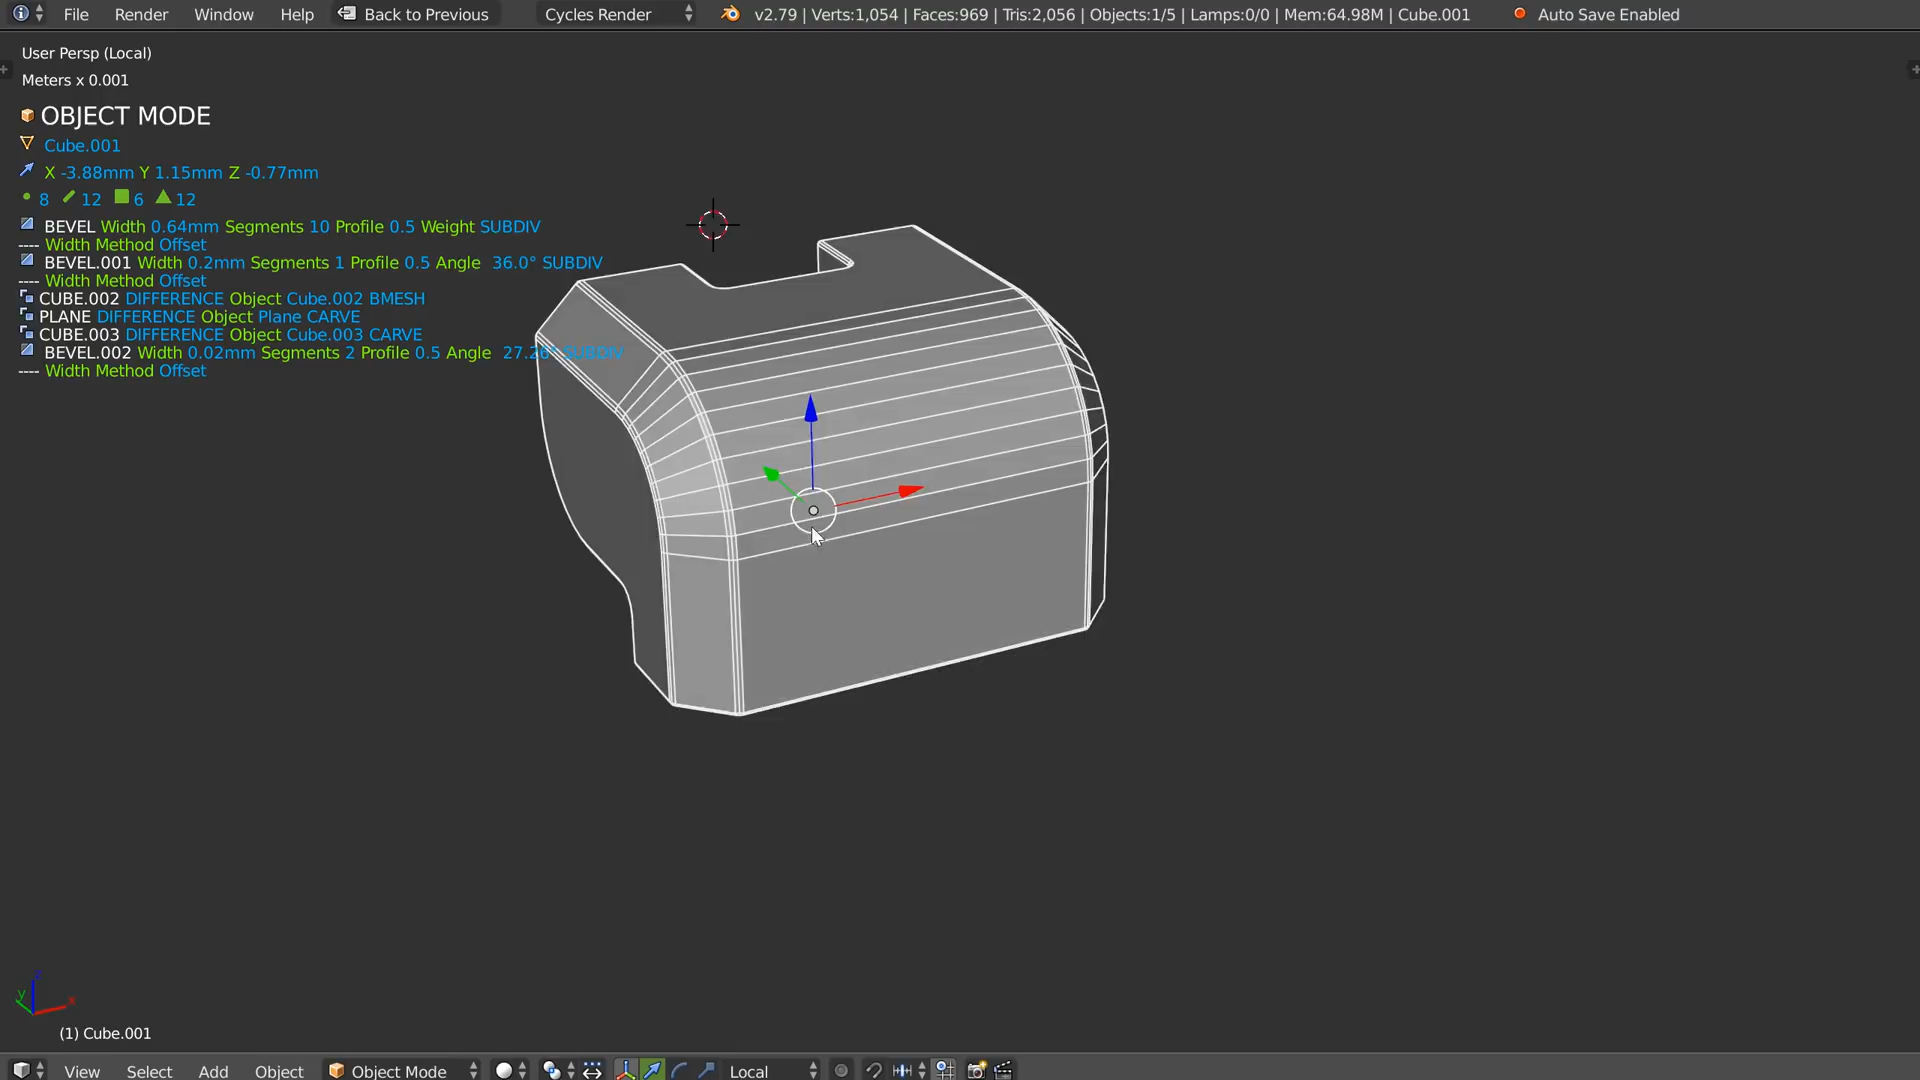 File Render Window Help Back to Previous Cycles Render v2.79 | Verts:1,054 | Faces:969 | Tris:2,056 | Objects:1/5 | Lamps:0/0 | Mem:64.98M | Cube.001 Auto Save Enabled
User Persp (Local)
Meters x 0.001
OBJECT MODE
Cube.001
X -3.88mm Y 1.15mm Z -0.77mm
8 12 6 12
BEVEL Width 0.64mm Segments 10 Profile 0.5 Weight SUBDIV
---- Width Method Offset
BEVEL.001 Width 0.2mm Segments 1 Profile 0.5 Angle 36.0° SUBDIV
---- Width Method Offset
CUBE.002 DIFFERENCE Object Cube.002 BMESH
PLANE DIFFERENCE Object Plane CARVE
CUBE.003 DIFFERENCE Object Cube.003 CARVE
BEVEL.002 Width 0.02mm Segments 2 Profile 0.5 Angle 27.26° SUBDIV
---- Width Method Offset
z
y
x
(1) Cube.001
View Select Add Object Object Mode Local